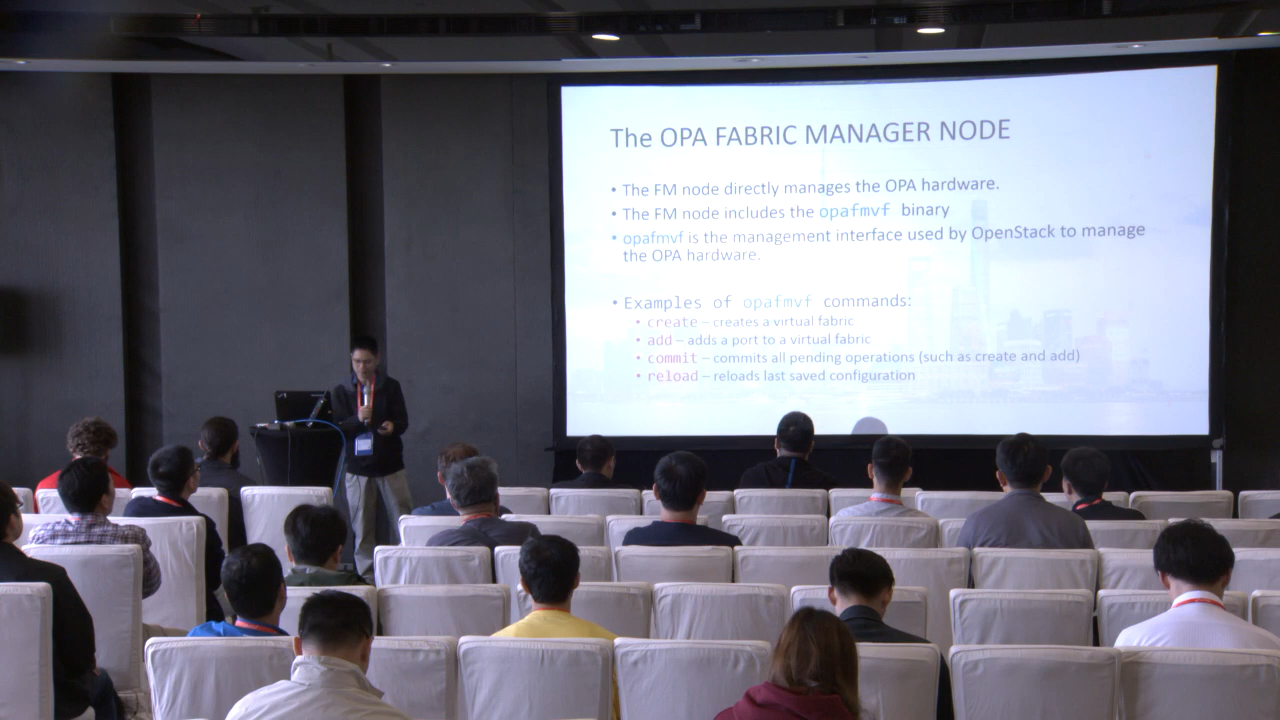 The OPA FABRIC MANAGER NODE
• The FM node directly manages the OPA hardware.
• The FM node includes the opafmvf binary
• opafmvf is the management interface used by OpenStack to manage
the OPA hardware.
• Examples of opafmvf commands:
• create – creates a virtual fabric
• add – adds a port to a virtual fabric
• commit – commits all pending operations (such as create and add)
• reload – reloads last saved configuration